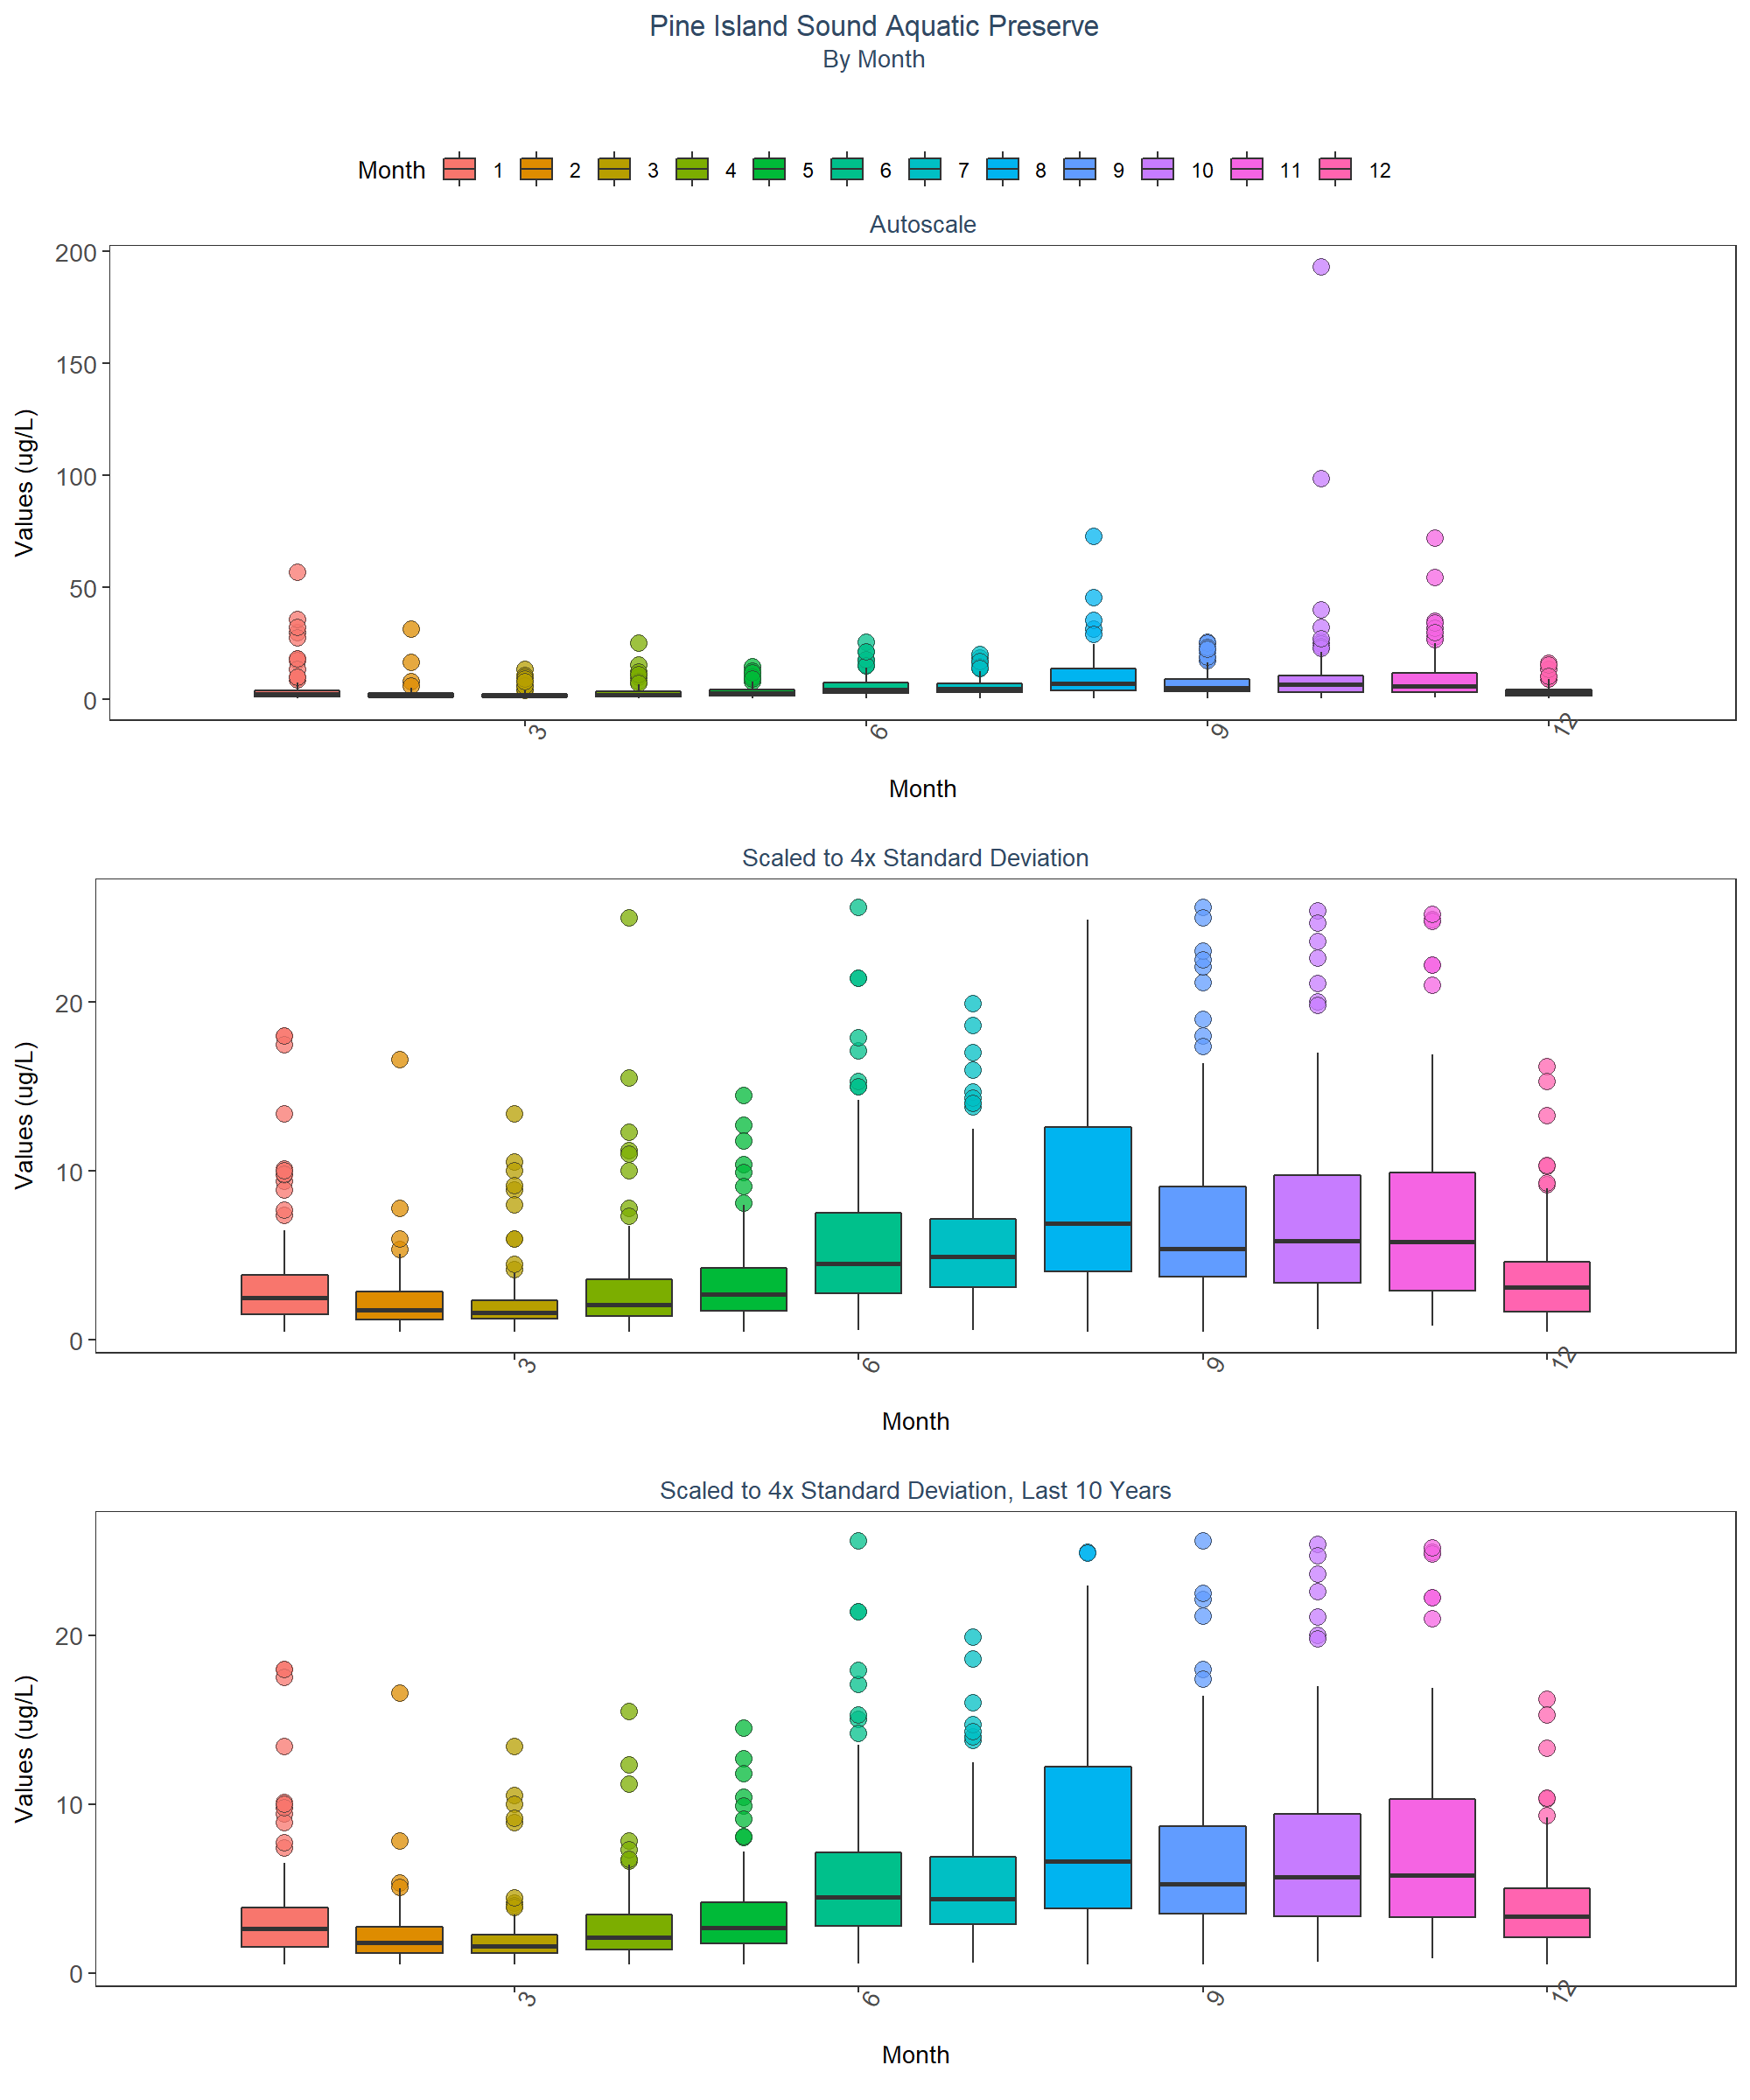 Pine Island Sound Aquatic Preserve
By Month
Month 1 2 3 4 5 6 7 8 9 10 11 12
Autoscale
Values (ug/L)
200
150
100
50
0
3 6 9 12
Month
Scaled to 4x Standard Deviation
Values (ug/L)
20
10
0
3 6 9 12
Month
Scaled to 4x Standard Deviation, Last 10 Years
Values (ug/L)
20
10
0
3 6 9 12
Month